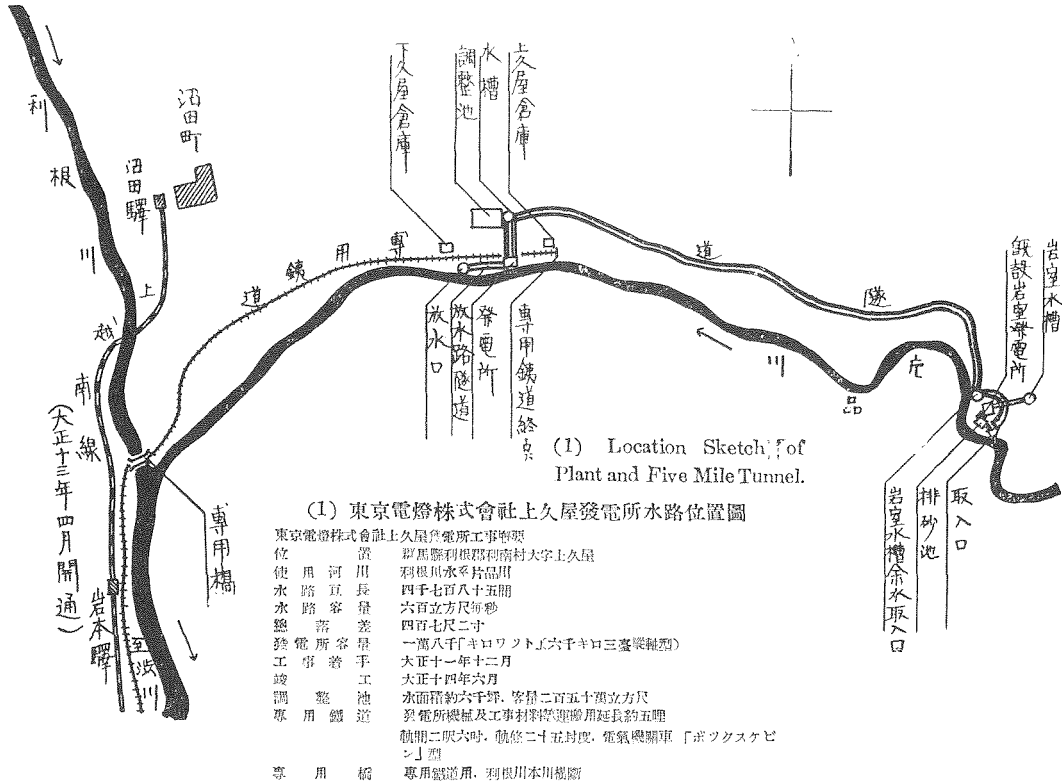 利根川
沼田町
沼田驛
上越南線
(大正十三年四月開通)
岩本驛
至渋川
專用橋
專用鉄道
下久屋倉庫
調整池
水槽
上久屋倉庫
放水口
放水路隧道
發電所
專用鉄道終点
隧道
片品川
既設岩室發電所
岩室水槽
岩室水槽余水取入口
排砂池
取入口
(1) Location Sketch of
Plant and Five Mile Tunnel.
(1) 東京電燈株式會社上久屋發電所水路位置圖
東京電燈株式會社上久屋發電所工事概要
位置 群馬縣利根郡利南村大字上久屋
使用河川 利根川水系片品川
水路亘長 四千七百八十五間
水路容量 六百立方尺毎秒
總落差 四百七尺二寸
發電所容量 一萬八千「キロワット」(六千キロ三臺縱軸型)
工事着手 大正十一年十二月
竣工 大正十四年六月
調整池 水面積約六千坪、容量二百五十萬立方尺
專用鐵道 發電所機械及工事材料運搬用延長約五哩
軌間二呎六吋、軌條二十五封度、電氣機關車 「ボックスケビ
ン」型
專用橋 專用鐵道用、利根川本川横斷